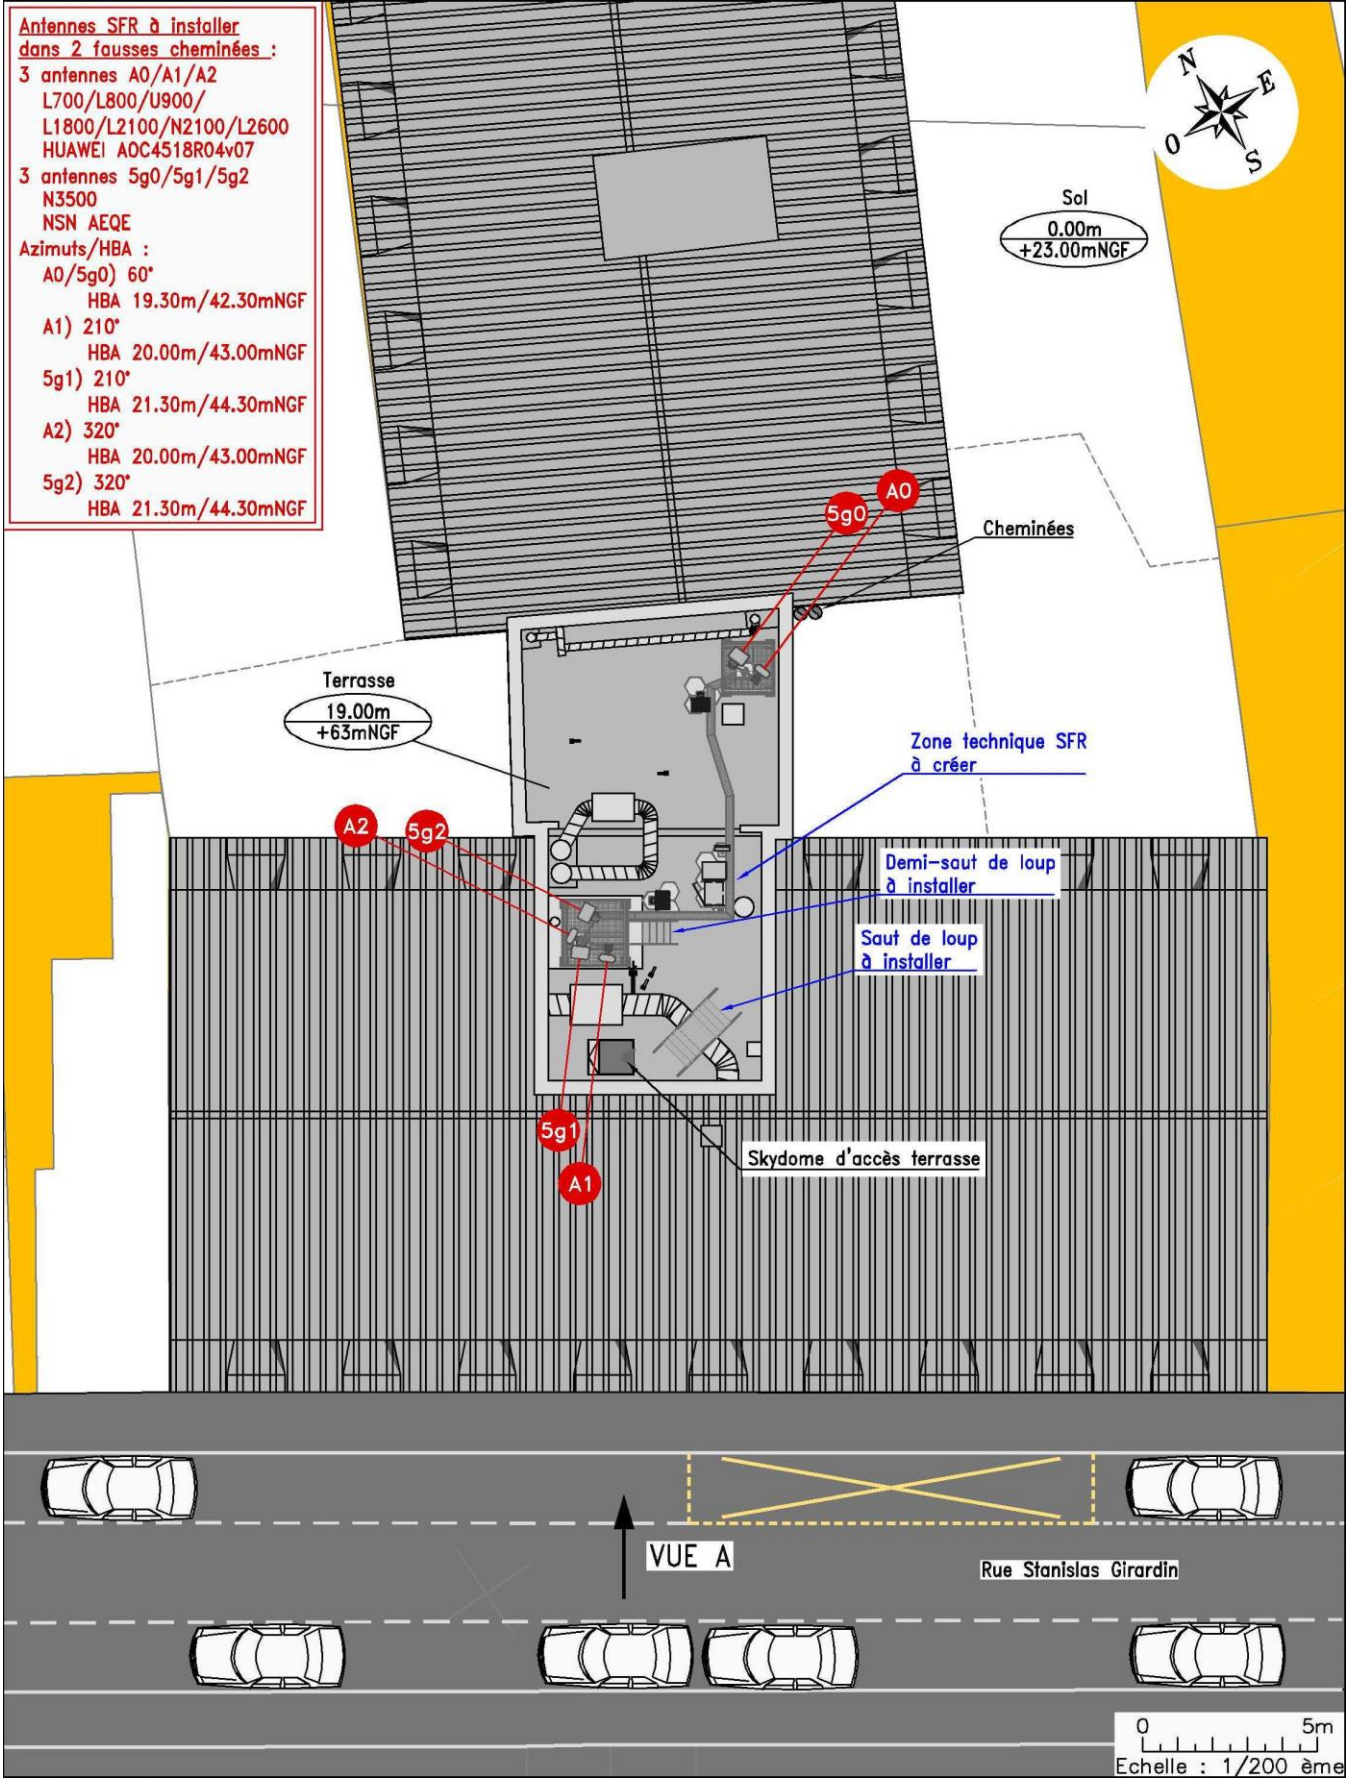 Antennes SFR à installer
dans 2 fausses cheminées :
3 antennes A0/A1/A2
L700/L800/U900/
L1800/L2100/N2100/L2600
HUAWEI AOC4518R04v07
3 antennes 5g0/5g1/5g2
N3500
NSN AEQE
Azimuts/HBA :
A0/5g0) 60°
HBA 19.30m/42.30mNGF
A1) 210°
HBA 20.00m/43.00mNGF
5g1) 210°
HBA 21.30m/44.30mNGF
A2) 320°
HBA 20.00m/43.00mNGF
5g2) 320°
HBA 21.30m/44.30mNGF
N
E
O
S
Sol
0.00m
+23.00mNGF
A0
5g0
Cheminées
Terrasse
19.00m
+63mNGF
Zone technique SFR
à créer
A2
5g2
Demi-saut de loup
à installer
Saut de loup
à installer
5g1
A1
Skydome d'accès terrasse
VUE A
Rue Stanislas Girardin
0 5m
Echelle : 1/200 ème